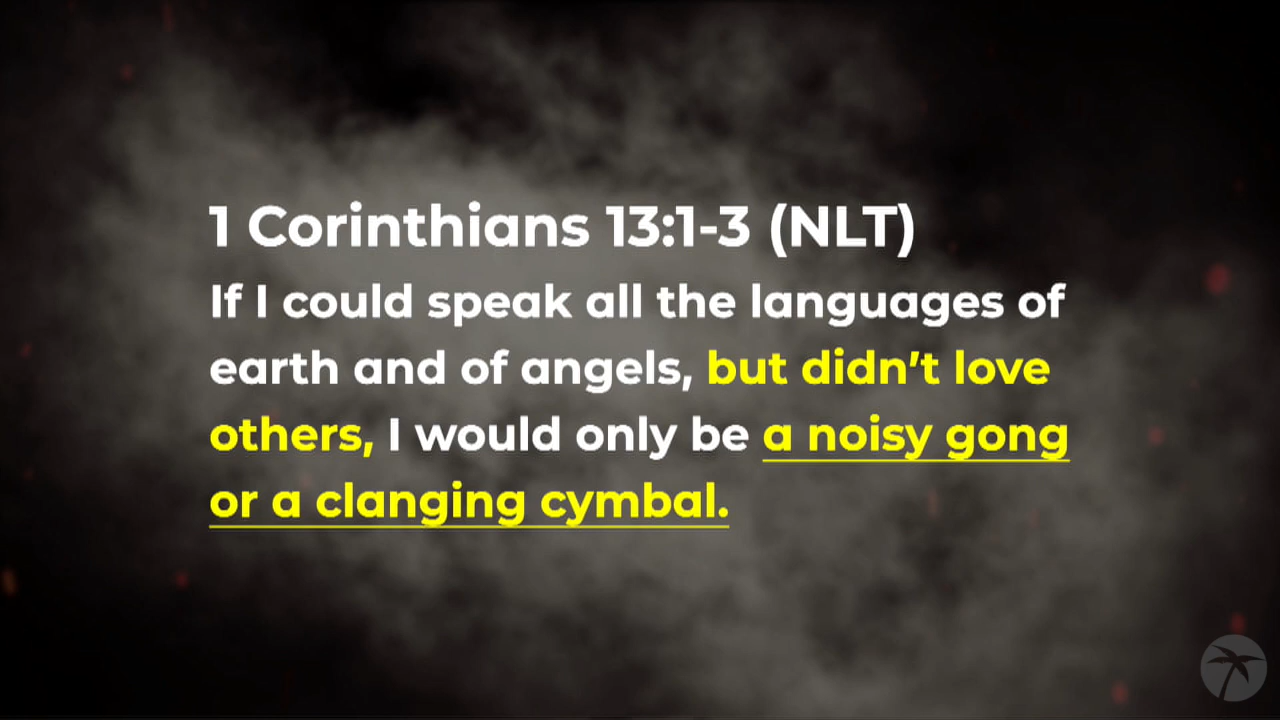 1 Corinthians 13:1-3 (NLT)
If I could speak all the languages of
earth and of angels, but didn’t love
others, I would only be a noisy gong
or a clanging cymbal.